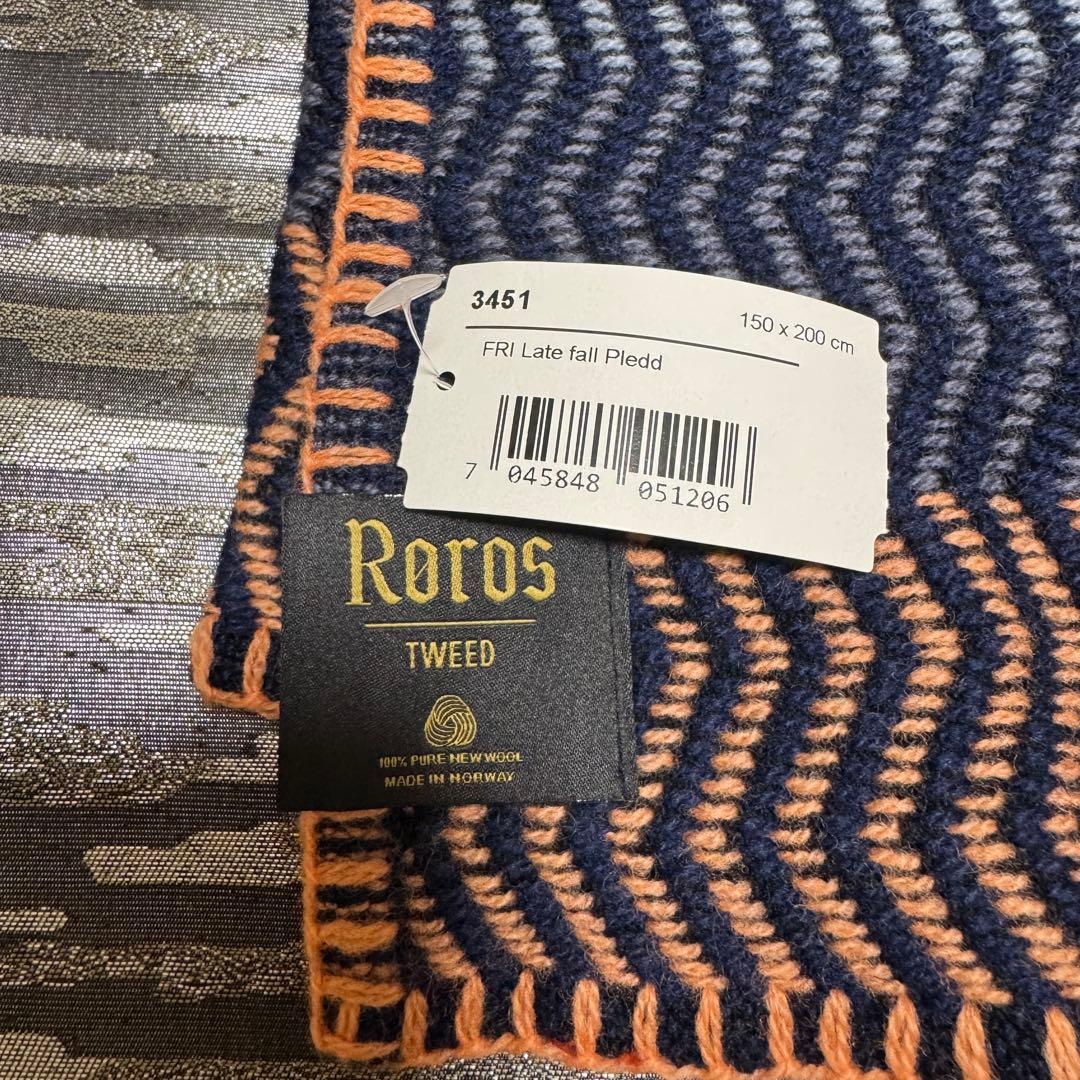 3451
150 x 200 cm
FRI Late fall Pledd
7 045848 051206
Røros
TWEED
100% PURE NEW WOOL
MADE IN NORWAY